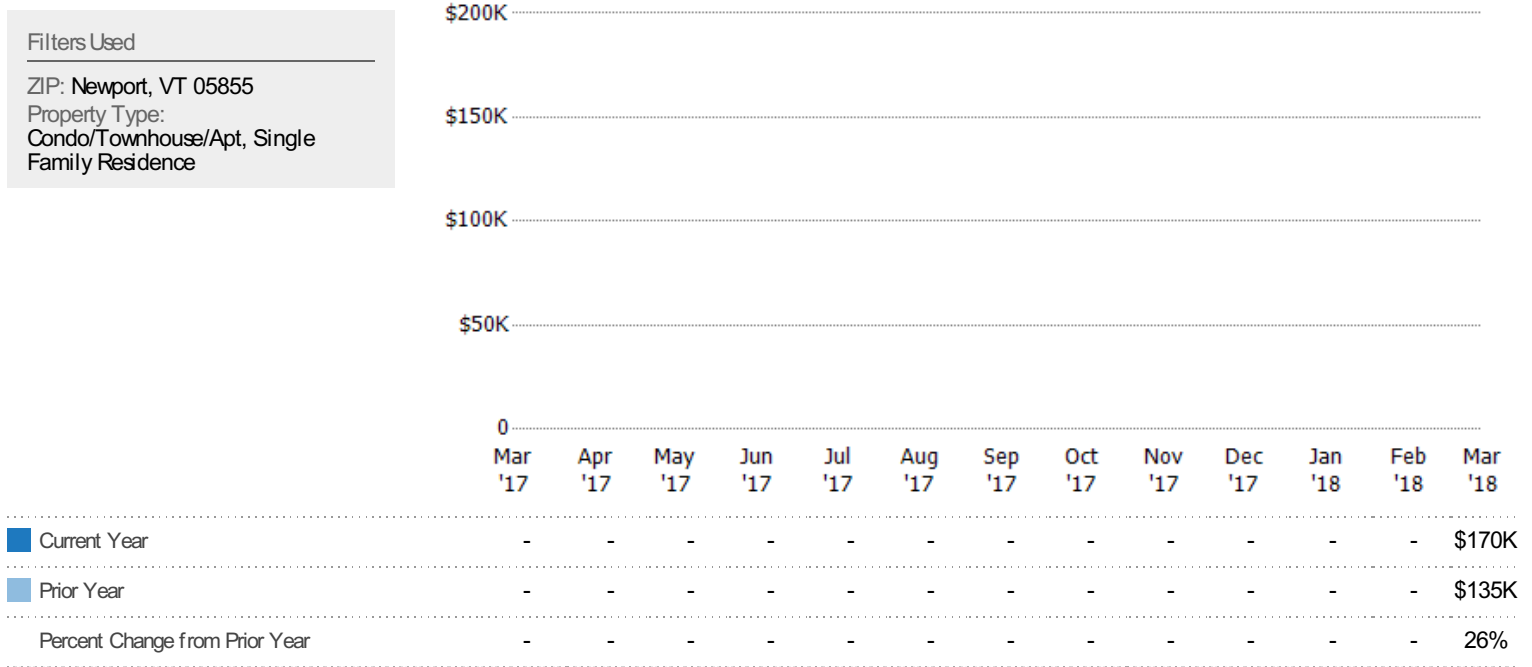 Filters Used
ZIP: Newport, VT 05855
Property Type:
Condo/Townhouse/Apt, Single
Family Residence
$200K
$150K
$100K
$50K
0
Mar Apr May Jun Jul Aug Sep Oct Nov Dec Jan Feb Mar
'17 '17 '17 '17 '17 '17 '17 '17 '17 '17 '18 '18 '18
Current Year - - - - - - - - - - - - $170K
Prior Year - - - - - - - - - - - - $135K
Percent Change from Prior Year - - - - - - - - - - - - 26%